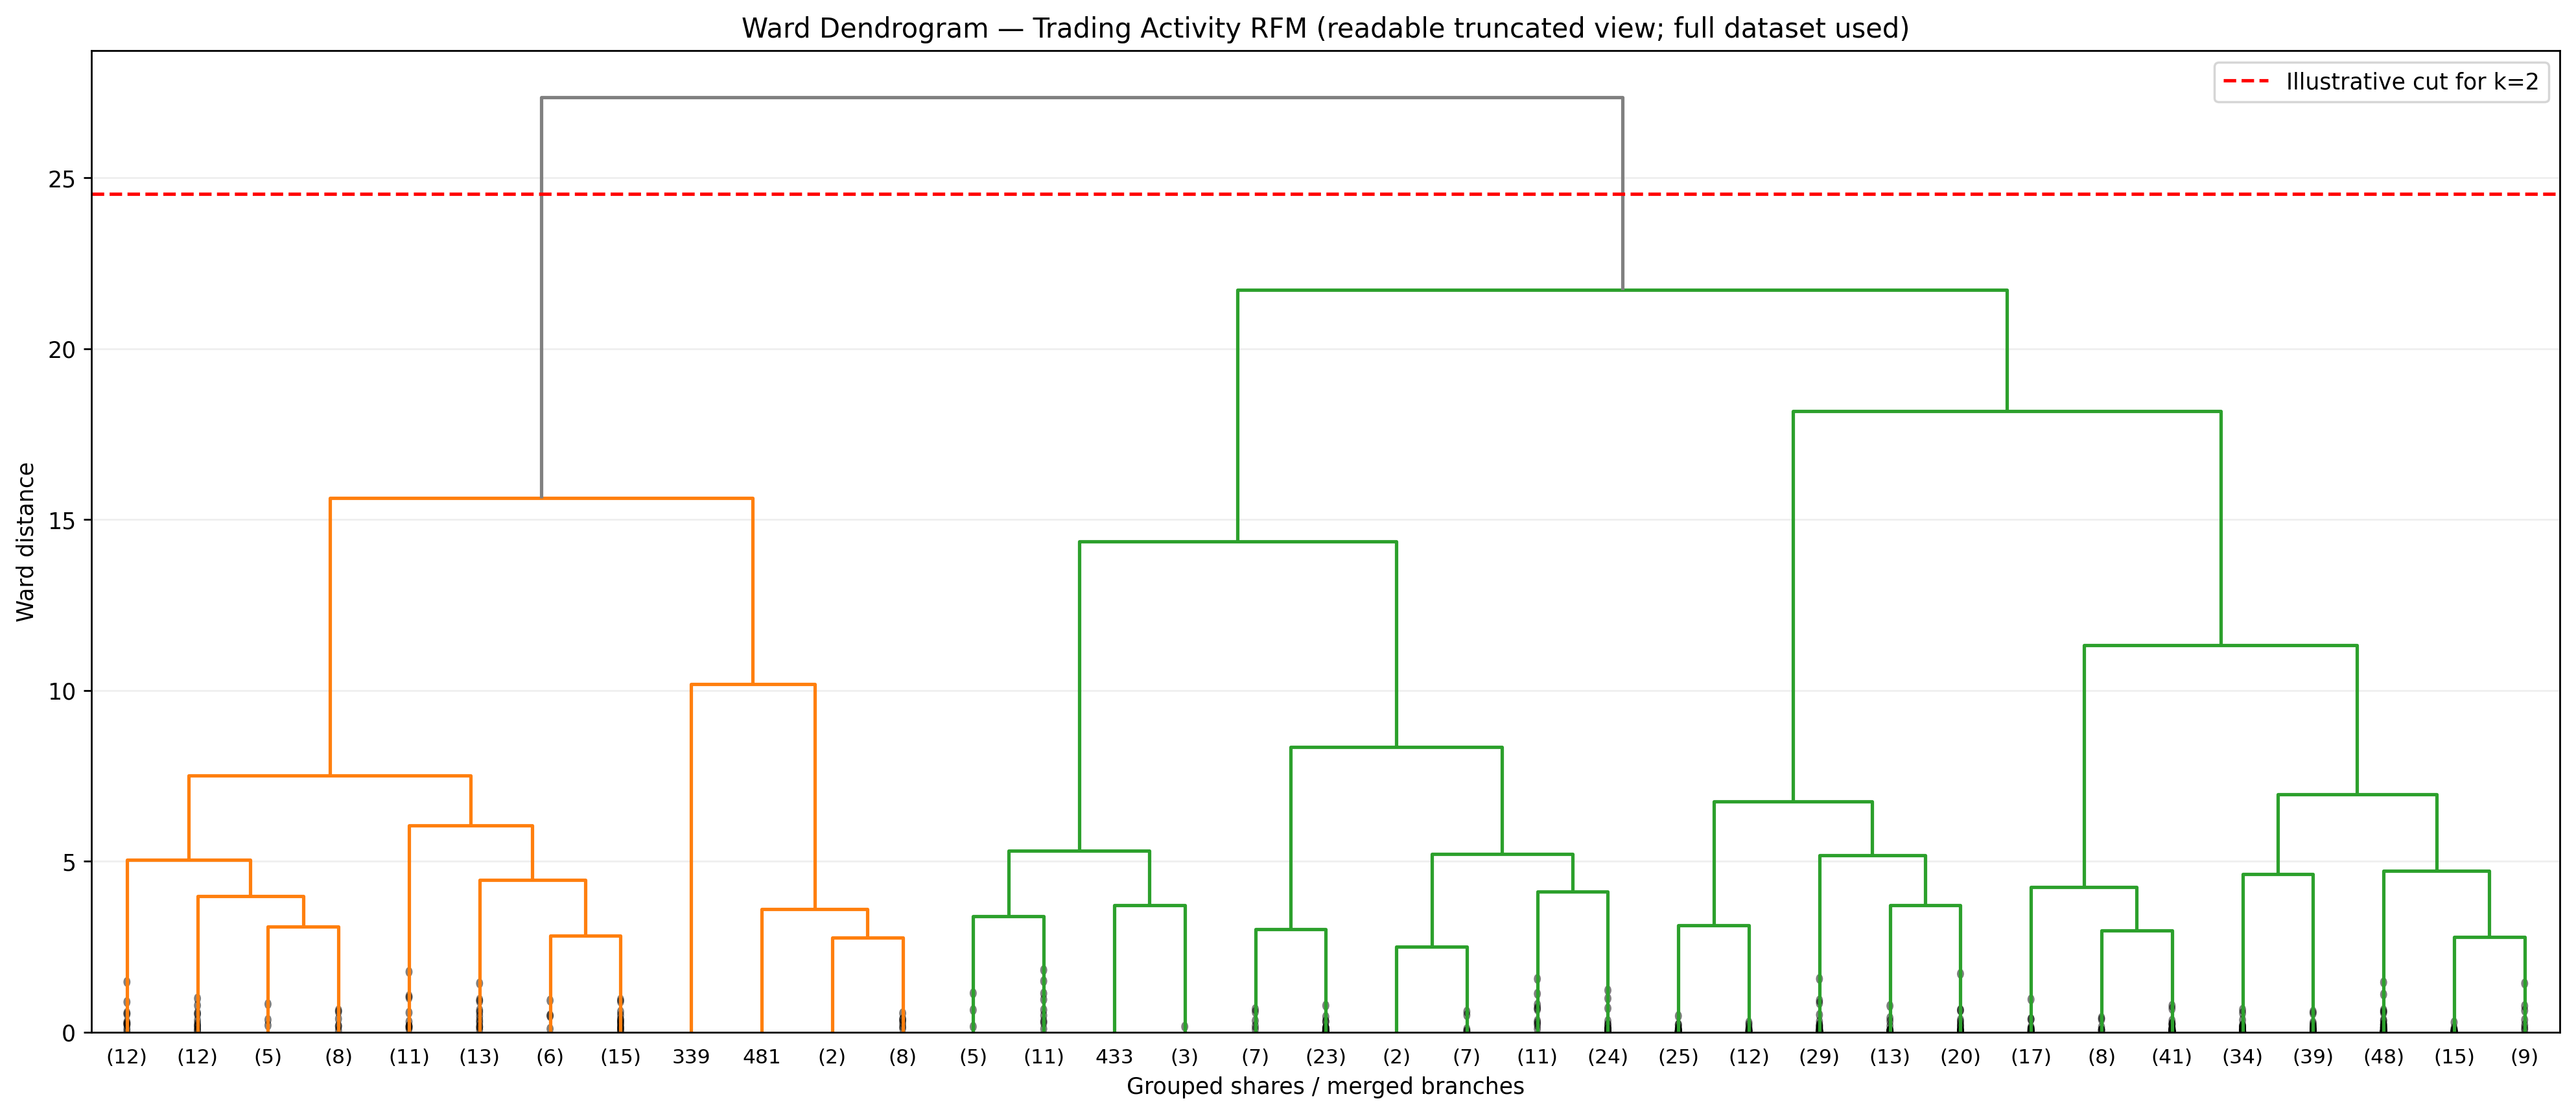 Ward Dendrogram — Trading Activity RFM (readable truncated view; full dataset used)
Illustrative cut for k=2
Ward distance
25
20
15
10
5
0
(12) (12) (5) (8) (11) (13) (6) (15) 339 481 (2) (8) (5) (11) 433 (3) (7) (23) (2) (7) (11) (24) (25) (12) (29) (13) (20) (17) (8) (41) (34) (39) (48) (15) (9)
Grouped shares / merged branches